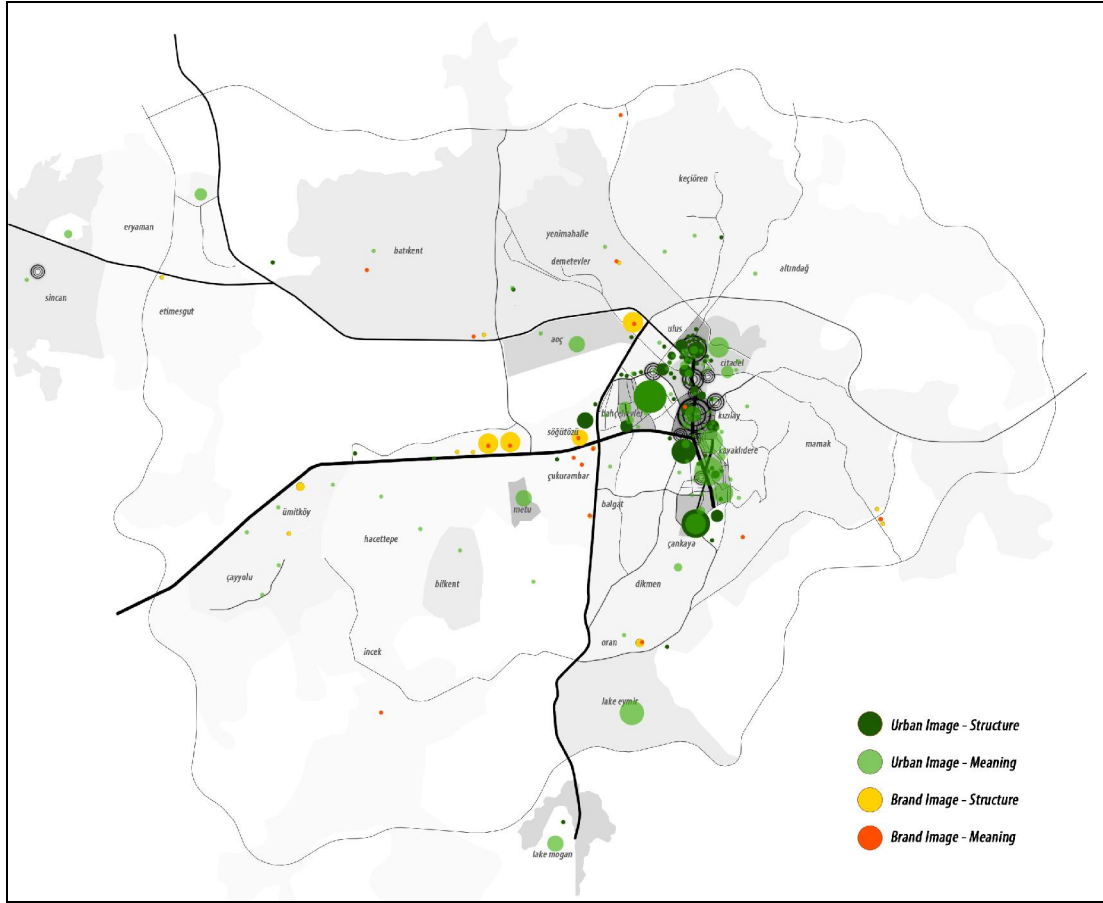 keçiören
eryaman
yenimahalle
batıkent
demetevler
altındağ
sincan
etimesgut
ulus
aoç
citadel
bahçelievler
kızılay
söğütözü
mamak
kavaklıdere
çukurambar
balgat
metu
ümitköy
hacettepe
çankaya
çayyolu
bilkent
dikmen
oran
incek
lake eymir
Urban Image - Structure
Urban Image - Meaning
Brand Image - Structure
Brand Image - Meaning
lake mogan